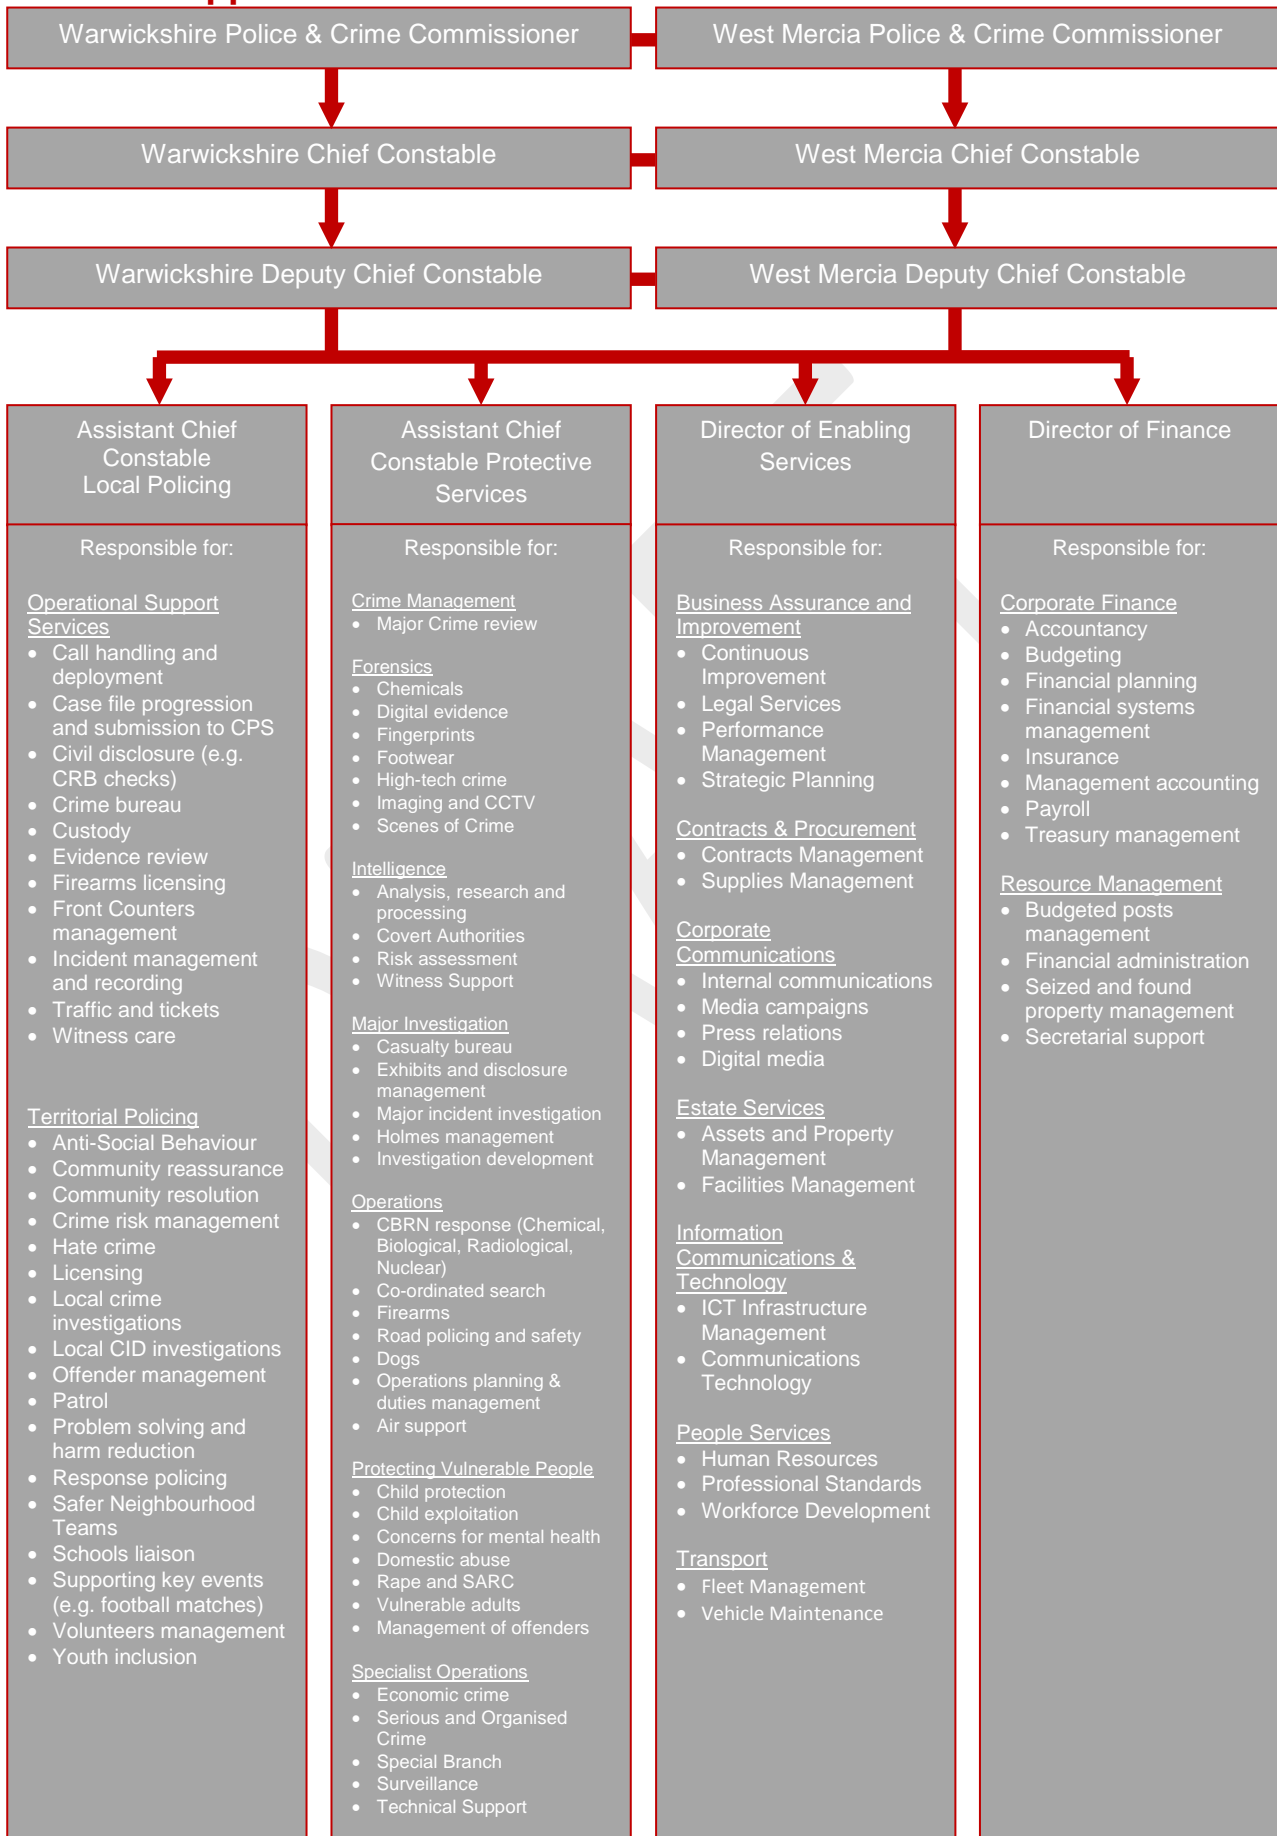 Warwickshire Police & Crime Commissioner
West Mercia Police & Crime Commissioner
Warwickshire Chief Constable
West Mercia Chief Constable
Warwickshire Deputy Chief Constable
West Mercia Deputy Chief Constable
Assistant Chief
Constable
Local Policing
Responsible for:
Operational Support
Services
• Call handling and
deployment
• Case file progression
and submission to CPS
• Civil disclosure (e.g.
CRB checks)
• Crime bureau
• Custody
• Evidence review
• Firearms licensing
• Front Counters
management
• Incident management
and recording
• Traffic and tickets
• Witness care
Territorial Policing
• Anti-Social Behaviour
• Community reassurance
• Community resolution
• Crime risk management
• Hate crime
• Licensing
• Local crime
investigations
• Local CID investigations
• Offender management
• Patrol
• Problem solving and
harm reduction
• Response policing
• Safer Neighbourhood
Teams
• Schools liaison
• Supporting key events
(e.g. football matches)
• Volunteers management
• Youth inclusion
Assistant Chief
Constable Protective
Services
Responsible for:
Crime Management
• Major Crime review
Forensics
• Chemicals
• Digital evidence
• Fingerprints
• Footwear
• High-tech crime
• Imaging and CCTV
• Scenes of Crime
Intelligence
• Analysis, research and
processing
• Covert Authorities
• Risk assessment
• Witness Support
Major Investigation
• Casualty bureau
• Exhibits and disclosure
management
• Major incident investigation
• Holmes management
• Investigation development
Operations
• CBRN response (Chemical,
Biological, Radiological,
Nuclear)
• Co-ordinated search
• Firearms
• Road policing and safety
• Dogs
• Operations planning &
duties management
• Air support
Protecting Vulnerable People
• Child protection
• Child exploitation
• Concerns for mental health
• Domestic abuse
• Rape and SARC
• Vulnerable adults
• Management of offenders
Specialist Operations
• Economic crime
• Serious and Organised
Crime
• Special Branch
• Surveillance
• Technical Support
Director of Enabling
Services
Responsible for:
Business Assurance and
Improvement
• Continuous
Improvement
• Legal Services
• Performance
Management
• Strategic Planning
Contracts & Procurement
• Contracts Management
• Supplies Management
Corporate
Communications
• Internal communications
• Media campaigns
• Press relations
• Digital media
Estate Services
• Assets and Property
Management
• Facilities Management
Information
Communications &
Technology
• ICT Infrastructure
Management
• Communications
Technology
People Services
• Human Resources
• Professional Standards
• Workforce Development
Transport
• Fleet Management
• Vehicle Maintenance
Director of Finance
Responsible for:
Corporate Finance
• Accountancy
• Budgeting
• Financial planning
• Financial systems
management
• Insurance
• Management accounting
• Payroll
• Treasury management
Resource Management
• Budgeted posts
management
• Financial administration
• Seized and found
property management
• Secretarial support